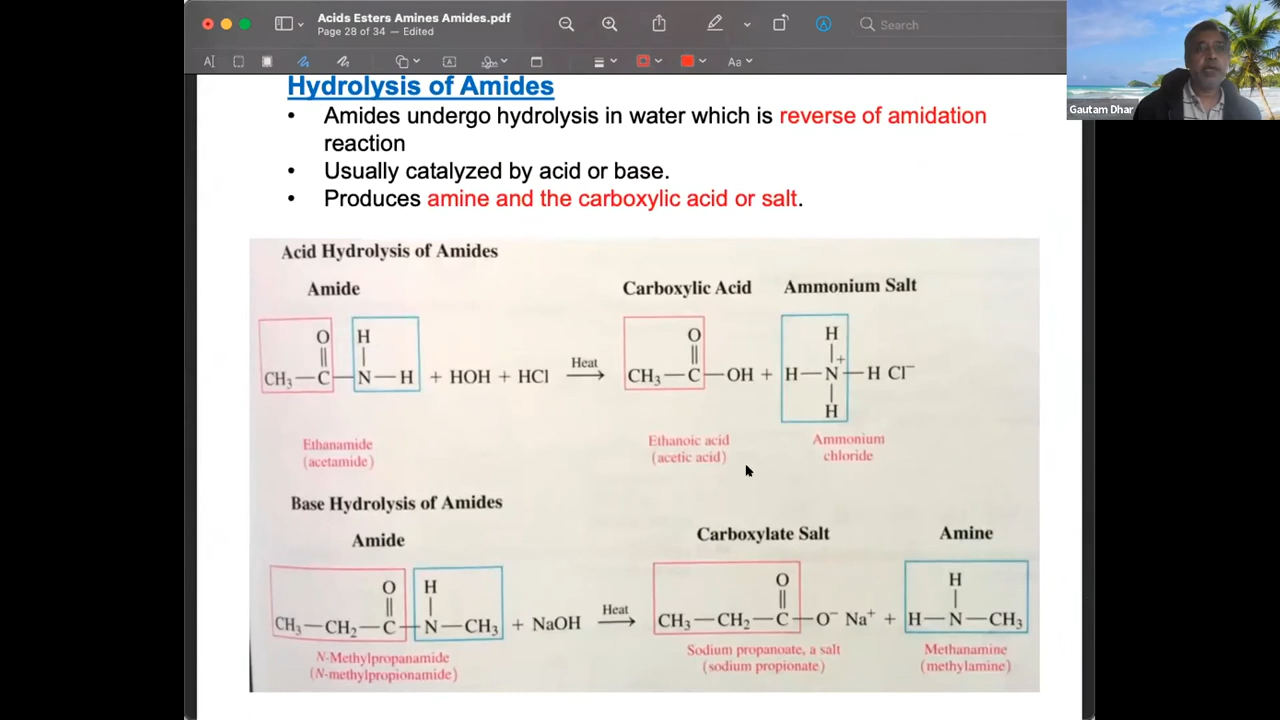 Acids Esters Amines Amides.pdf
Page 28 of 34 — Edited
Search
Gautam Dhar
AI
A
Aa
Hydrolysis of Amides
• Amides undergo hydrolysis in water which is reverse of amidation
reaction
• Usually catalyzed by acid or base.
• Produces amine and the carboxylic acid or salt.
Acid Hydrolysis of Amides
Amide
Carboxylic Acid
Ammonium Salt
O H
O
H
CH₃—C—N—H + HOH + HCl
Heat
CH₃—C—OH + H—N—H Cl⁻
+
H
Ethanamide
(acetamide)
Ethanoic acid
(acetic acid)
Ammonium
chloride
Base Hydrolysis of Amides
Amide
Carboxylate Salt
Amine
O H
O
H
CH₃—CH₂—C—N—CH₃ + NaOH
Heat
CH₃—CH₂—C—O⁻ Na⁺ + H—N—CH₃
N-Methylpropanamide
(N-methylpropionamide)
Sodium propanoate, a salt
(sodium propionate)
Methanamine
(methylamine)